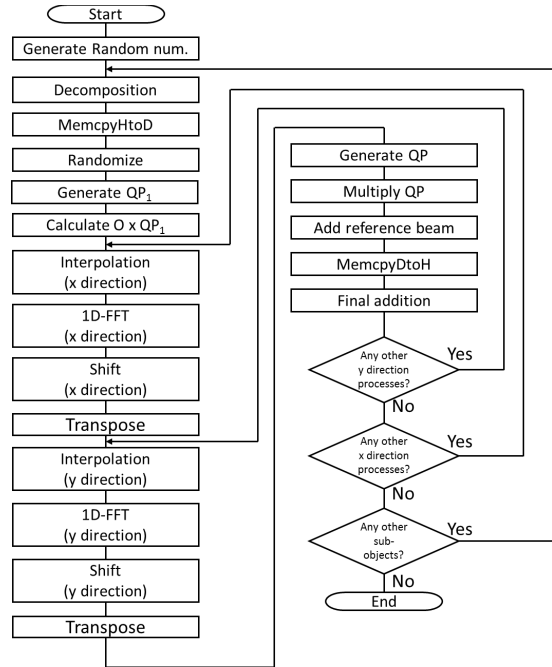 Start
Generate Random num.
Decomposition
MemcpyHtoD
Randomize
Generate QP₁
Calculate O x QP₁
Interpolation
(x direction)
1D-FFT
(x direction)
Shift
(x direction)
Transpose
Interpolation
(y direction)
1D-FFT
(y direction)
Shift
(y direction)
Transpose
Generate QP
Multiply QP
Add reference beam
MemcpyDtoH
Final addition
Any other
y direction
processes?
Yes
No
Any other
x direction
processes?
Yes
No
Any other
sub-
objects?
Yes
No
End